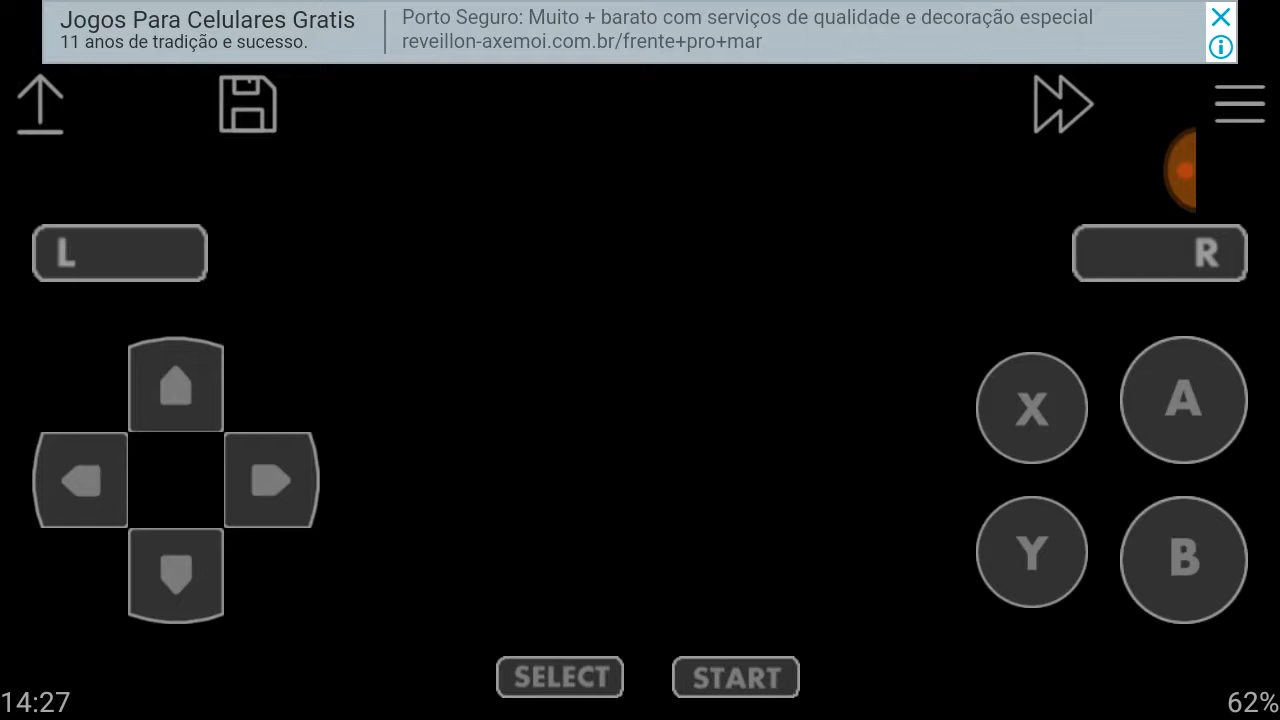 Jogos Para Celulares Gratis
11 anos de tradição e sucesso.
Porto Seguro: Muito + barato com serviços de qualidade e decoração especial
reveillon-axemoi.com.br/frente+pro+mar
L
R
X
A
Y
B
SELECT
START
14:27
62%